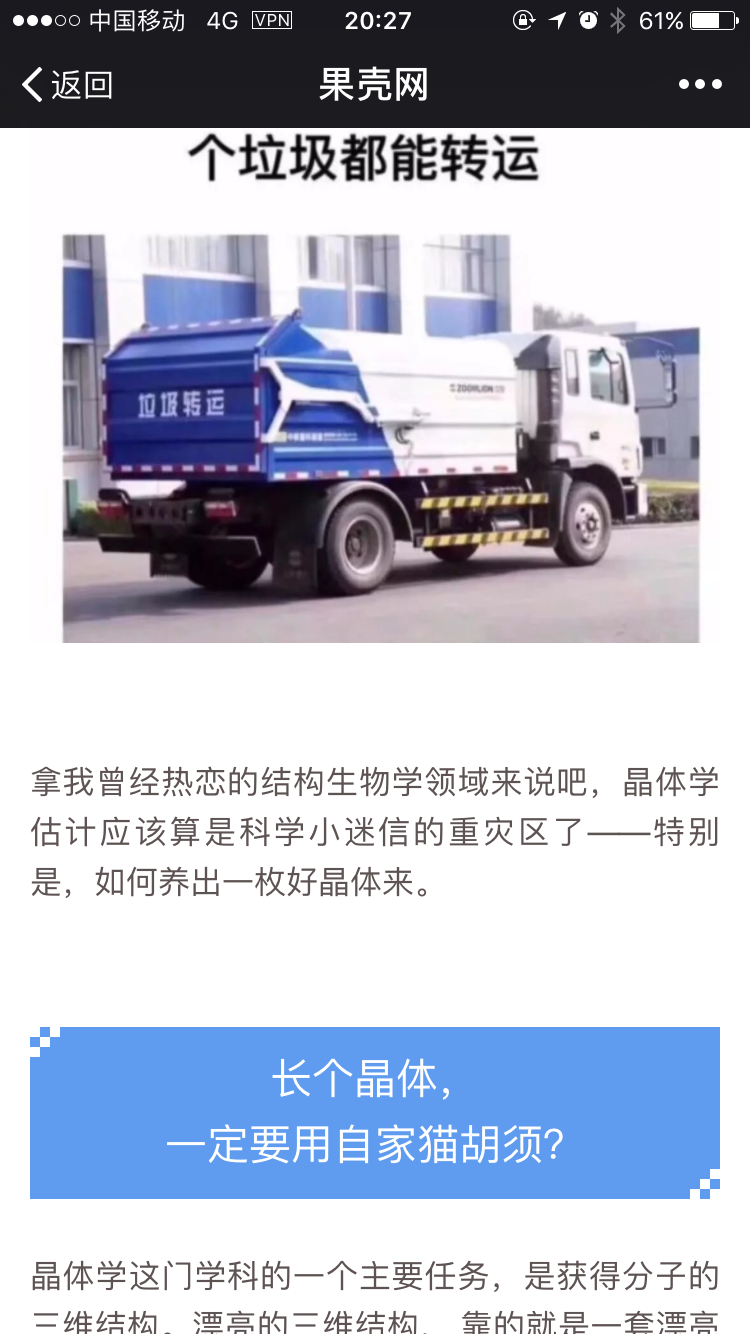 中国移动 4G VPN 20:27 61%
返回 果壳网
个垃圾都能转运
垃圾转运
ZOOMLION
拿我曾经热恋的结构生物学领域来说吧，晶体学
估计应该算是科学小迷信的重灾区了——特别
是，如何养出一枚好晶体来。
长个晶体，
一定要用自家猫胡须?
晶体学这门学科的一个主要任务，是获得分子的
三维结构。漂亮的三维结构， 靠的就是一套漂亮